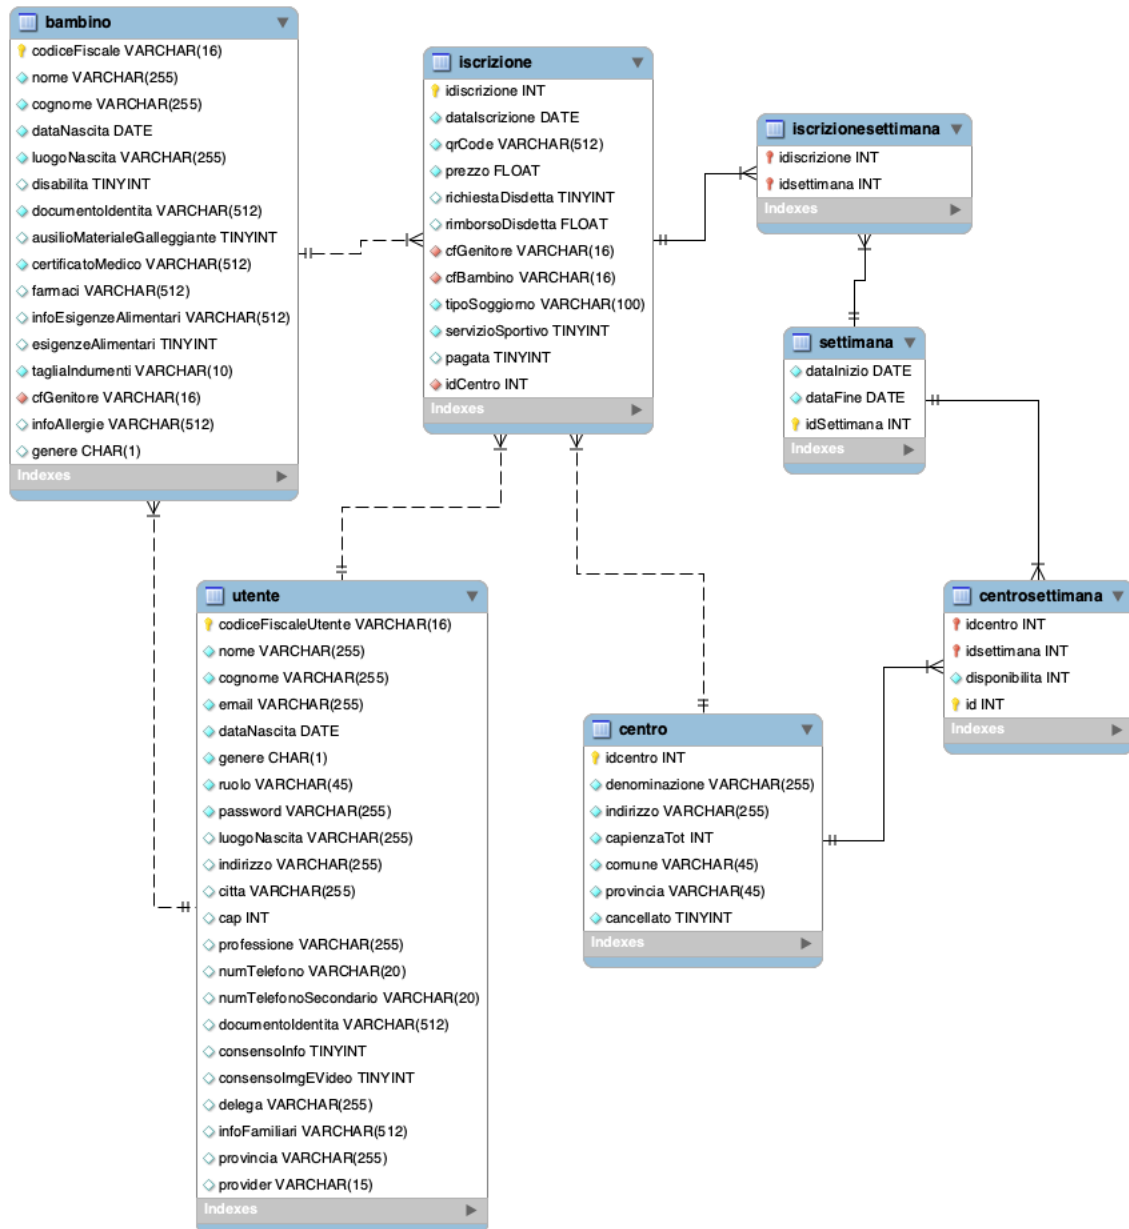 bambino
codiceFiscale VARCHAR(16)
nome VARCHAR(255)
cognome VARCHAR(255)
dataNascita DATE
luogoNascita VARCHAR(255)
disabilita TINYINT
documentoIdentita VARCHAR(512)
ausilioMaterialeGalleggiante TINYINT
certificatoMedico VARCHAR(512)
farmaci VARCHAR(512)
infoEsigenzeAlimentari VARCHAR(512)
esigenzeAlimentari TINYINT
tagliaIndumenti VARCHAR(10)
cfGenitore VARCHAR(16)
infoAllergie VARCHAR(512)
genere CHAR(1)
Indexes
iscrizione
idiscrizione INT
dataIscrizione DATE
qrCode VARCHAR(512)
prezzo FLOAT
richiestaDisdetta TINYINT
rimborsoDisdetta FLOAT
cfGenitore VARCHAR(16)
cfBambino VARCHAR(16)
tipoSoggiorno VARCHAR(100)
servizioSportivo TINYINT
pagata TINYINT
idCentro INT
Indexes
iscrizionesettimana
idiscrizione INT
idsettimana INT
Indexes
settimana
dataInizio DATE
dataFine DATE
idSettimana INT
Indexes
utente
codiceFiscaleUtente VARCHAR(16)
nome VARCHAR(255)
cognome VARCHAR(255)
email VARCHAR(255)
dataNascita DATE
genere CHAR(1)
ruolo VARCHAR(45)
password VARCHAR(255)
luogoNascita VARCHAR(255)
indirizzo VARCHAR(255)
citta VARCHAR(255)
cap INT
professione VARCHAR(255)
numTelefono VARCHAR(20)
numTelefonoSecondario VARCHAR(20)
documentoIdentita VARCHAR(512)
consensoInfo TINYINT
consensoImgEVideo TINYINT
delega VARCHAR(255)
infoFamiliari VARCHAR(512)
provincia VARCHAR(255)
provider VARCHAR(15)
Indexes
centro
idcentro INT
denominazione VARCHAR(255)
indirizzo VARCHAR(255)
capienzaTot INT
comune VARCHAR(45)
provincia VARCHAR(45)
cancellato TINYINT
Indexes
centrosettimana
idcentro INT
idsettimana INT
disponibilita INT
id INT
Indexes